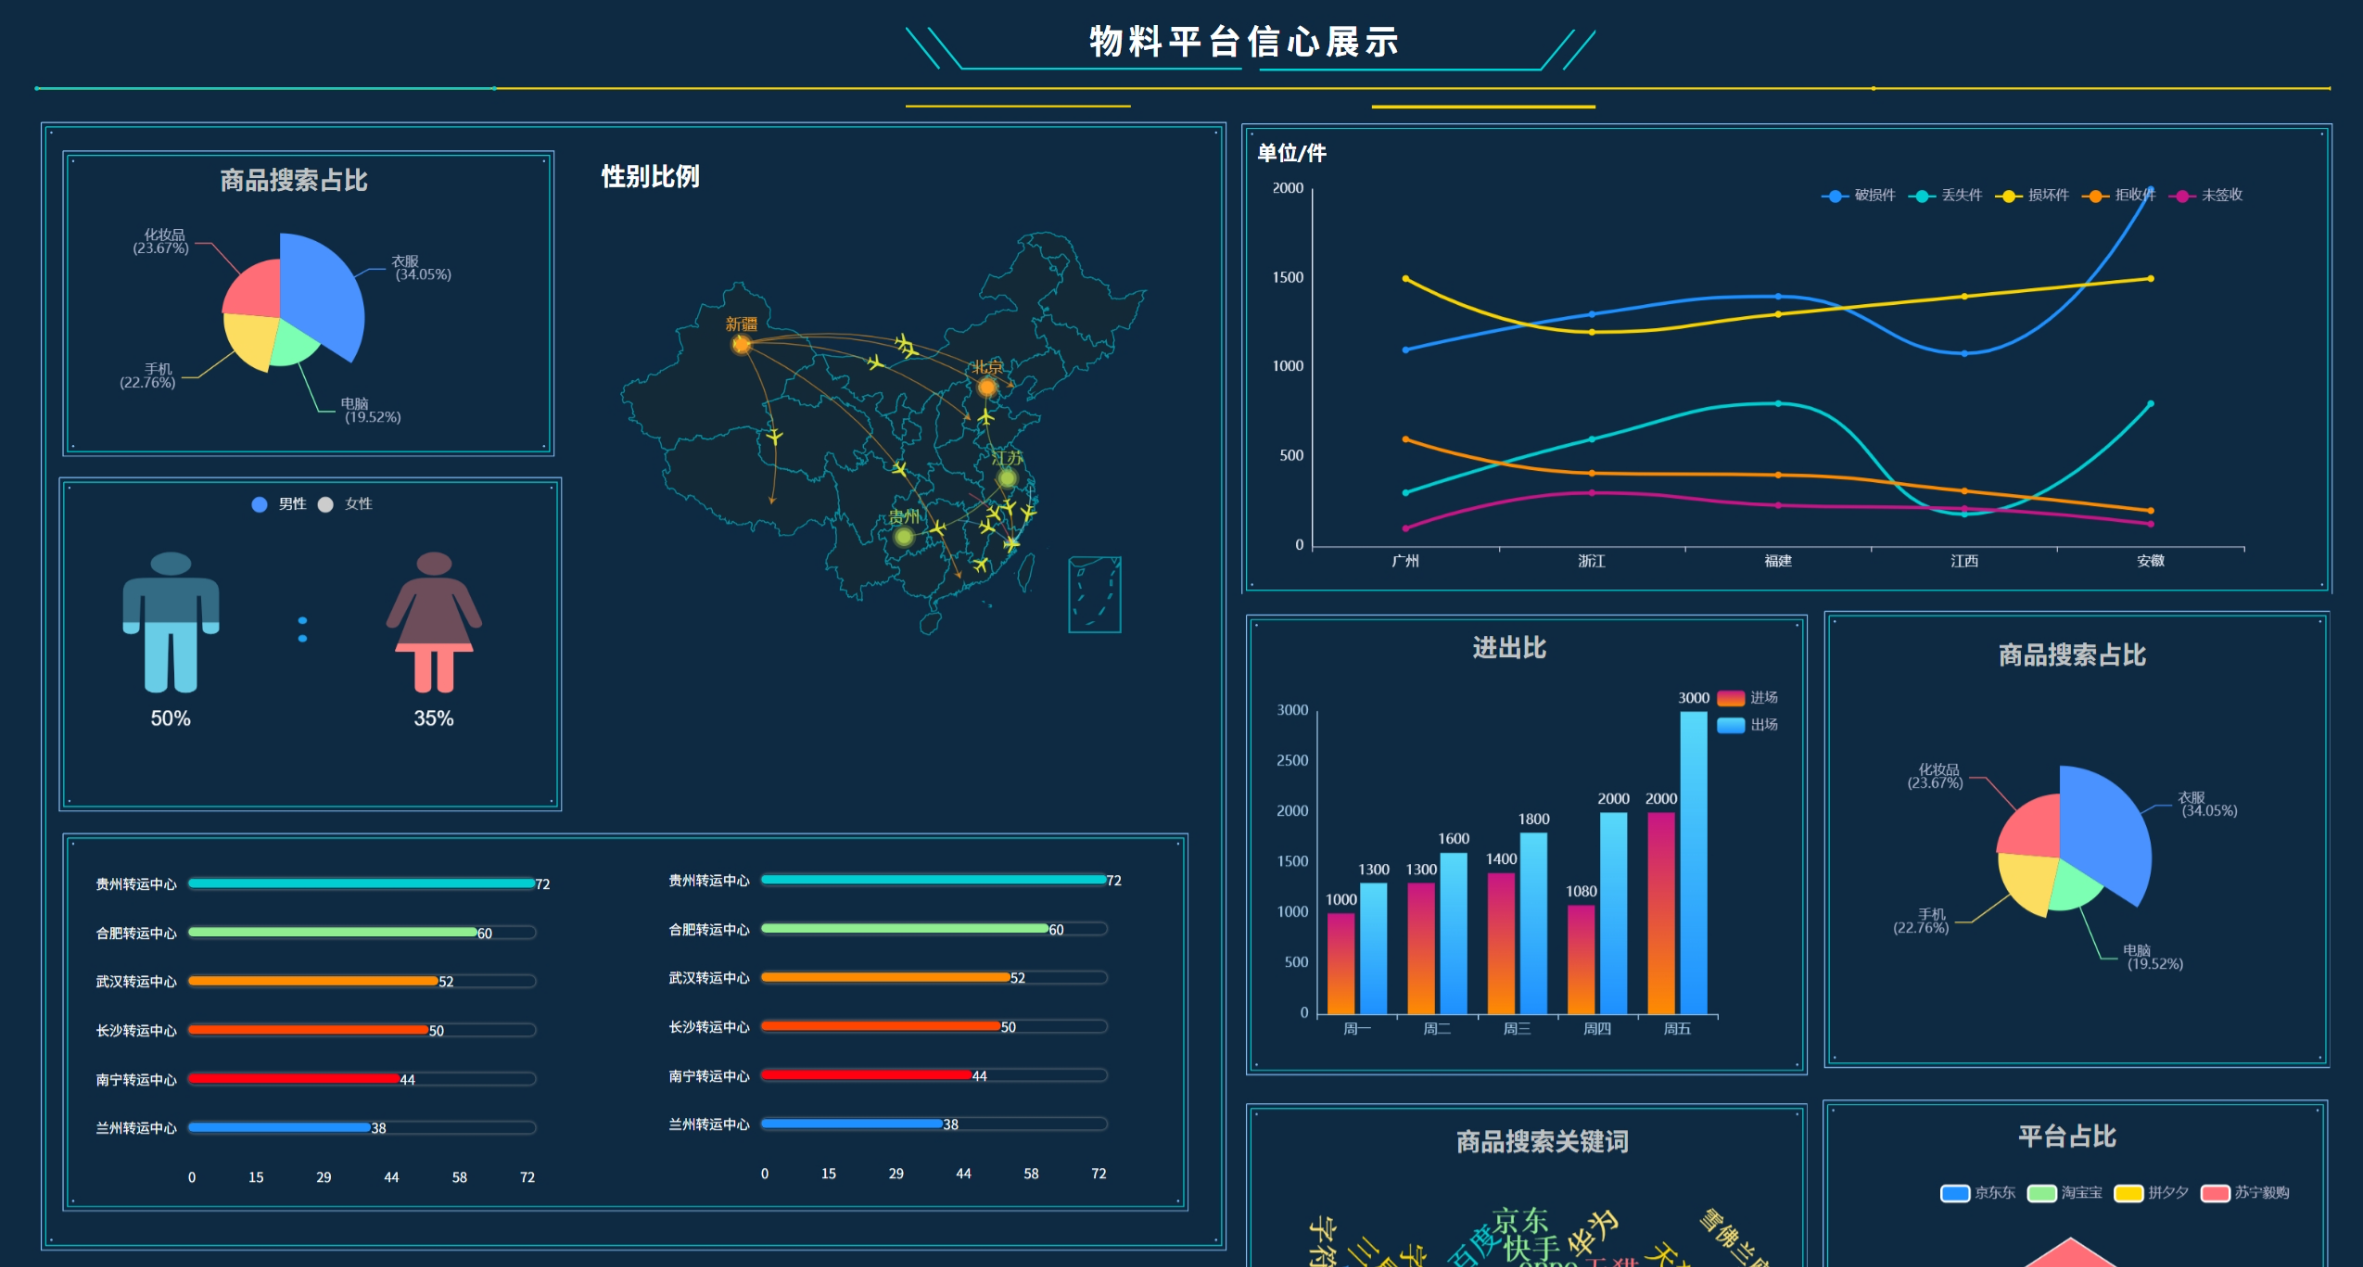 物料平台信心展示
商品搜索占比
化妆品
(23.67%)
衣服
(34.05%)
手机
(22.76%)
电脑
(19.52%)
男性 女性
50% 35%
性别比例
新疆
北京
江苏
贵州
贵州转运中心 72
合肥转运中心 60
武汉转运中心 52
长沙转运中心 50
南宁转运中心 44
兰州转运中心 38
0 15 29 44 58 72
贵州转运中心 72
合肥转运中心 60
武汉转运中心 52
长沙转运中心 50
南宁转运中心 44
兰州转运中心 38
0 15 29 44 58 72
单位/件
破损件 丢失件 损坏件 拒收件 未签收
2000
1500
1000
500
0
广州 浙江 福建 江西 安徽
进出比
进场
出场
3000
2500
2000
1500
1000
500
0
1000 1300 1300 1600 1400 1800 1080 2000 2000 3000
周一 周二 周三 周四 周五
商品搜索占比
化妆品
(23.67%)
衣服
(34.05%)
手机
(22.76%)
电脑
(19.52%)
商品搜索关键词
京东
快手
华为
百度
雪佛兰
字符
平台占比
京东东 淘宝宝 拼夕夕 苏宁毅购